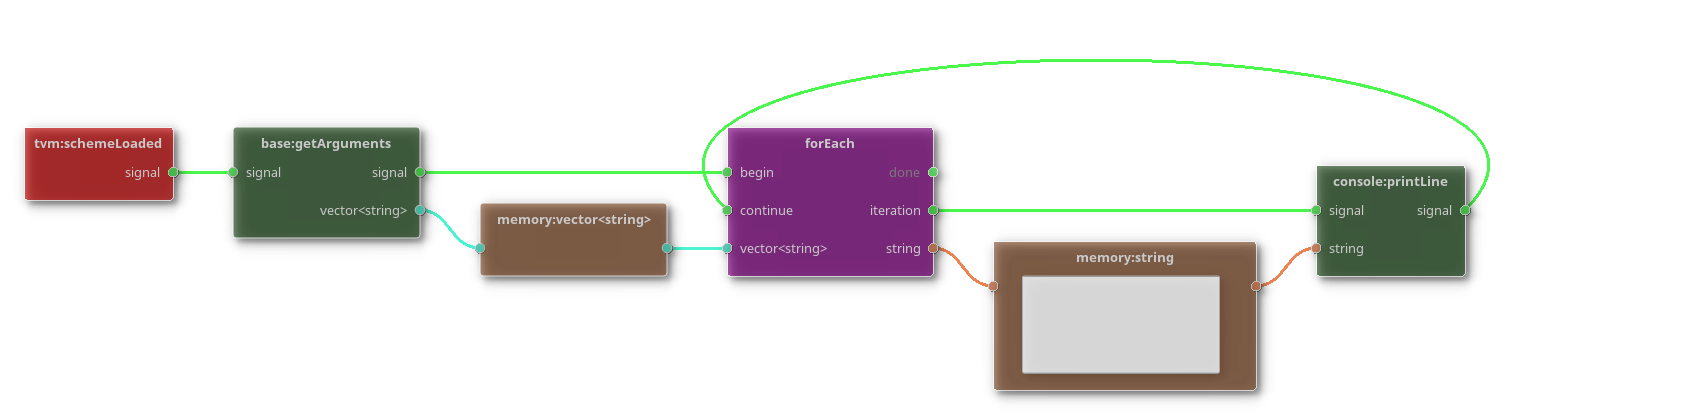 tvm:schemeLoaded
signal
base:getArguments
signal signal
vector<string>
memory:vector<string>
forEach
begin done
continue iteration
vector<string> string
memory:string
console:printLine
signal signal
string